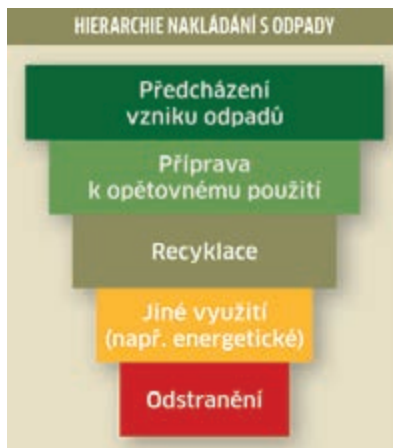 HIERARCHIE NAKLÁDÁNÍ S ODPADY
Předcházení
vzniku odpadů
Příprava
k opětovnému použití
Recyklace
Jiné využití
(např. energetické)
Odstranění